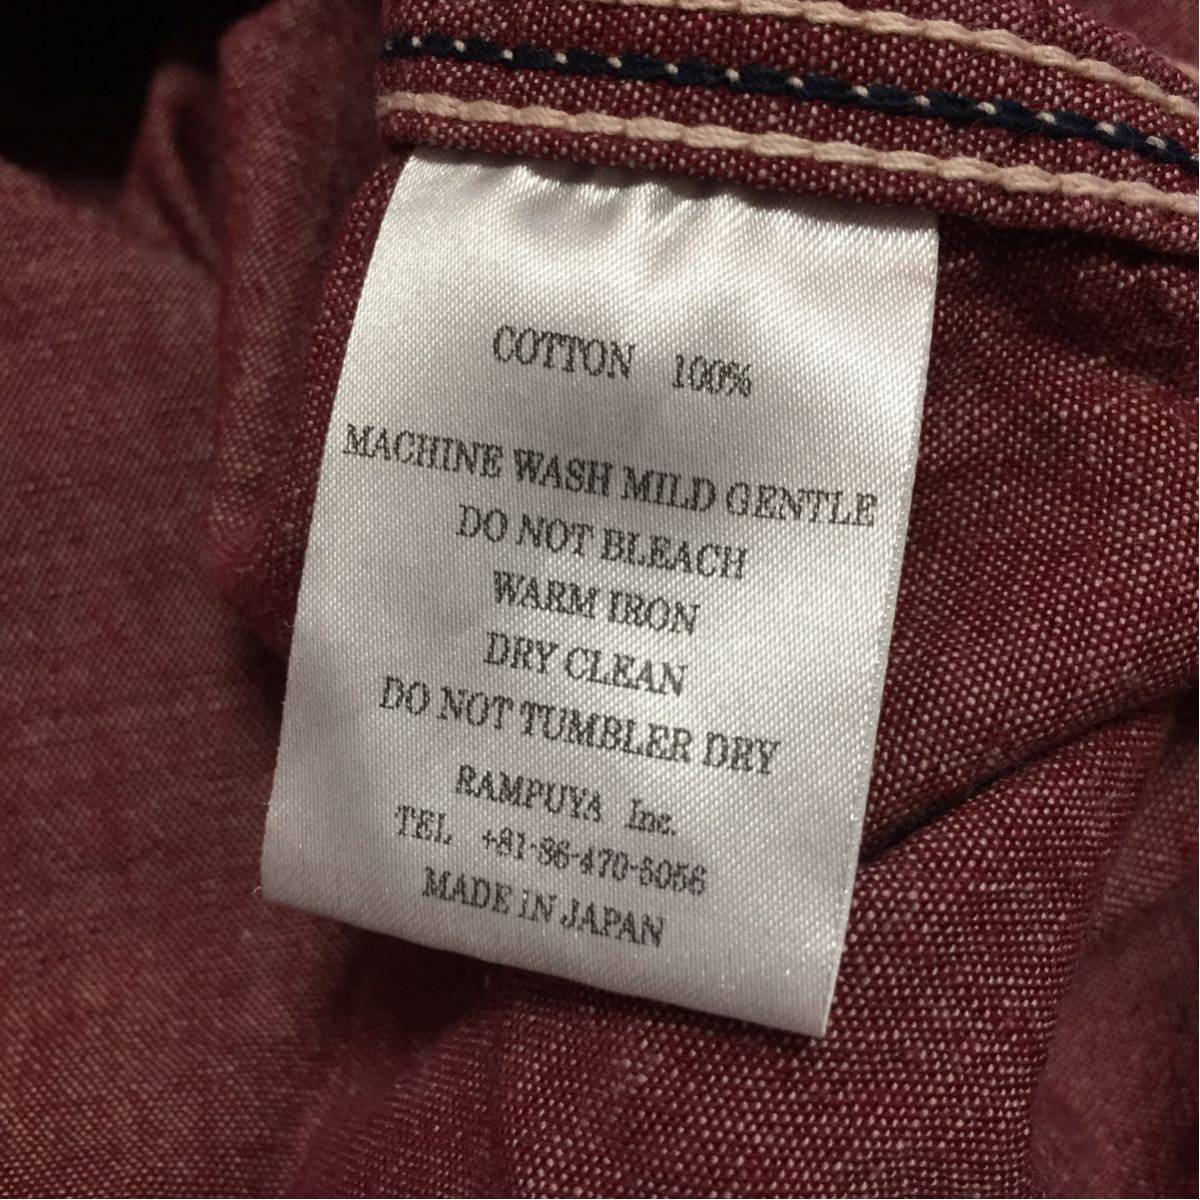 COTTON 100%
MACHINE WASH MILD GENTLE
DO NOT BLEACH
WARM IRON
DRY CLEAN
DO NOT TUMBLER DRY
RAMPUYA Inc.
TEL +81-86-470-5056
MADE iN JAPAN